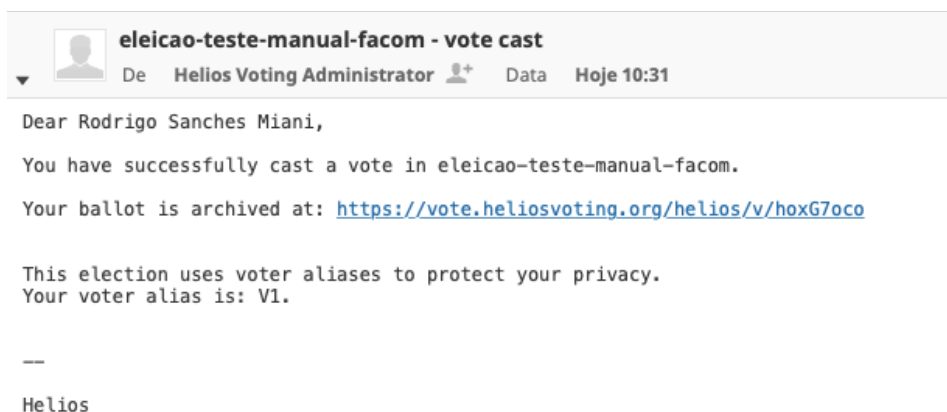 eleicao-teste-manual-facom - vote cast
De Helios Voting Administrator Data Hoje 10:31
Dear Rodrigo Sanches Miani,
You have successfully cast a vote in eleicao-teste-manual-facom.
Your ballot is archived at: https://vote.heliosvoting.org/helios/v/hoxG7oco
This election uses voter aliases to protect your privacy.
Your voter alias is: V1.
--
Helios